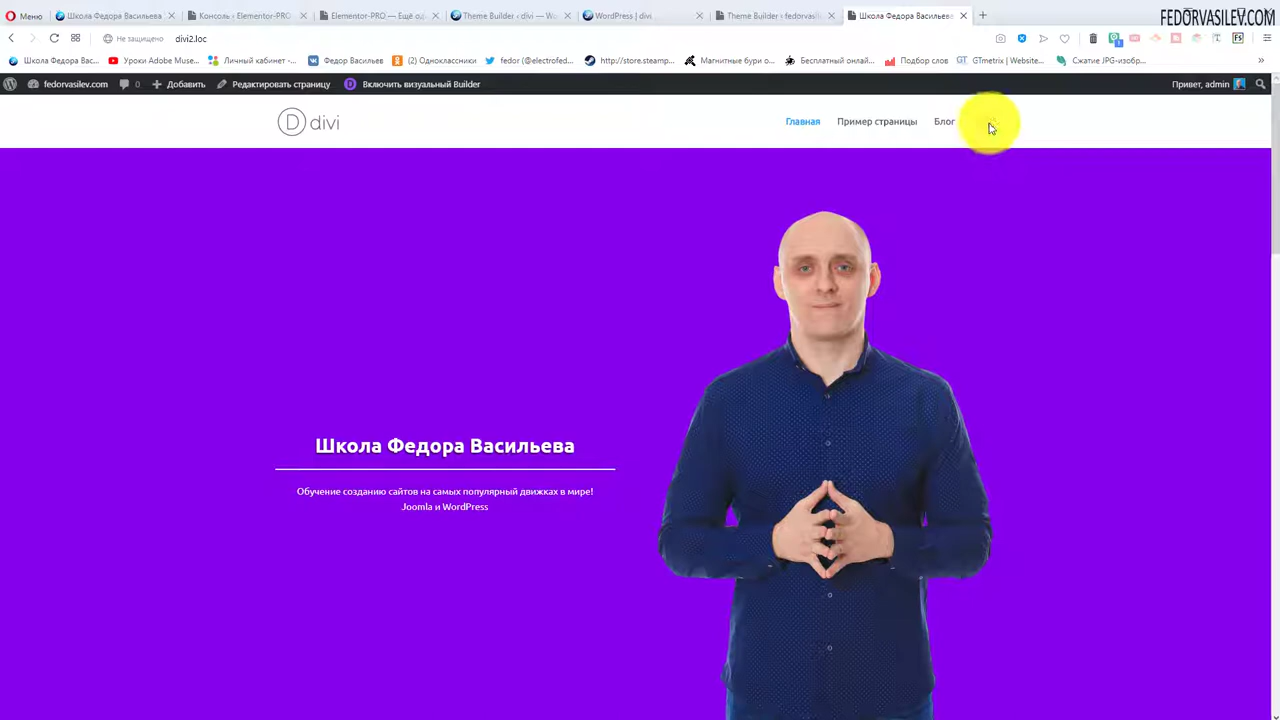 Меню
Школа Федора Васильева
Консоль ‹ Elementor-PRO —
Elementor-PRO — Ещё од
Theme Builder ‹ divi — Wo
WordPress | divi
Theme Builder ‹ fedorvasil
Школа Федора Васильева
FEDORVASILEV.COM
Не защищено
divi2.loc
Школа Федора Вас...
Уроки Adobe Muse...
Личный кабинет -...
Федор Васильев
(2) Одноклассники
fedor (@electrofed...
http://store.steamp...
Магнитные бури о...
Бесплатный онлай...
Подбор слов
GTmetrix | Website...
Сжатие JPG-изобр...
fedorvasilev.com
0
Добавить
Редактировать страницу
Включить визуальный Builder
Привет, admin
D divi
Главная
Пример страницы
Блог
Школа Федора Васильева
Обучение созданию сайтов на самых популярный движках в мире!
Joomla и WordPress